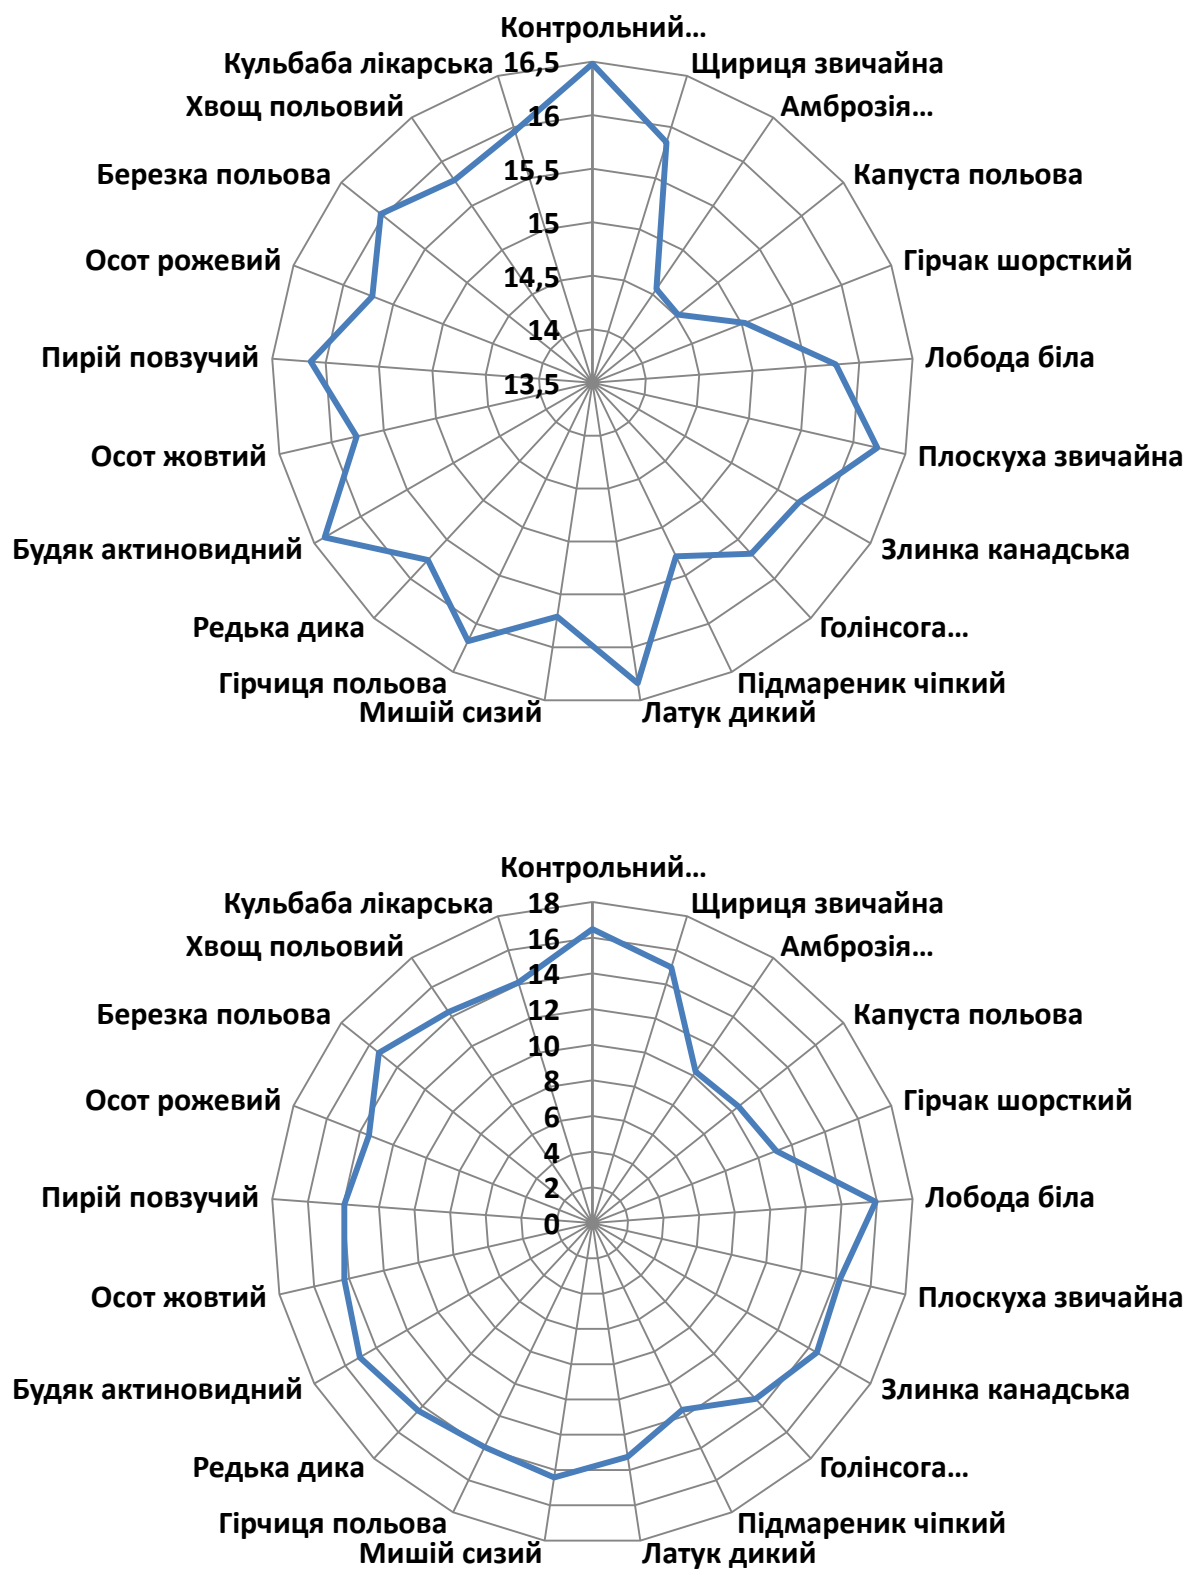 Контрольний…
Кульбаба лікарська
16,5
Щириця звичайна
Хвощ польовий
16
Амброзія…
Березка польова
15,5
Капуста польова
15
Осот рожевий
14,5
Гірчак шорсткий
14
Пирій повзучий
Лобода біла
13,5
Осот жовтий
Плоскуха звичайна
Будяк актиновидний
Злинка канадська
Редька дика
Голінсога…
Гірчиця польова
Підмареник чіпкий
Мишій сизий
Латук дикий
Контрольний…
Кульбаба лікарська
18
Щириця звичайна
Хвощ польовий
16
Амброзія…
14
Березка польова
12
Капуста польова
10
8
Осот рожевий
6
Гірчак шорсткий
4
2
Пирій повзучий
Лобода біла
0
Осот жовтий
Плоскуха звичайна
Будяк актиновидний
Злинка канадська
Редька дика
Голінсога…
Гірчиця польова
Підмареник чіпкий
Мишій сизий
Латук дикий